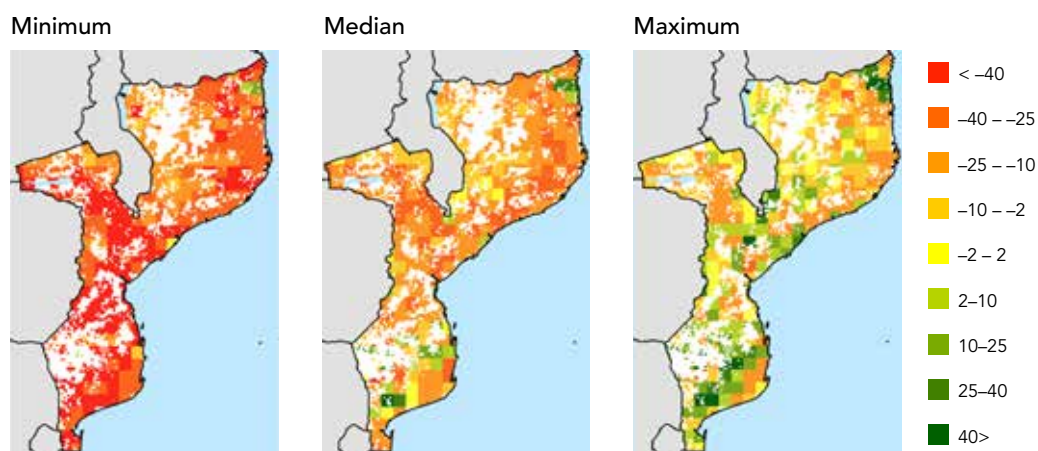 Minimum
Median
Maximum
< –40
–40 – –25
–25 – –10
–10 – –2
–2 – 2
2–10
10–25
25–40
40>